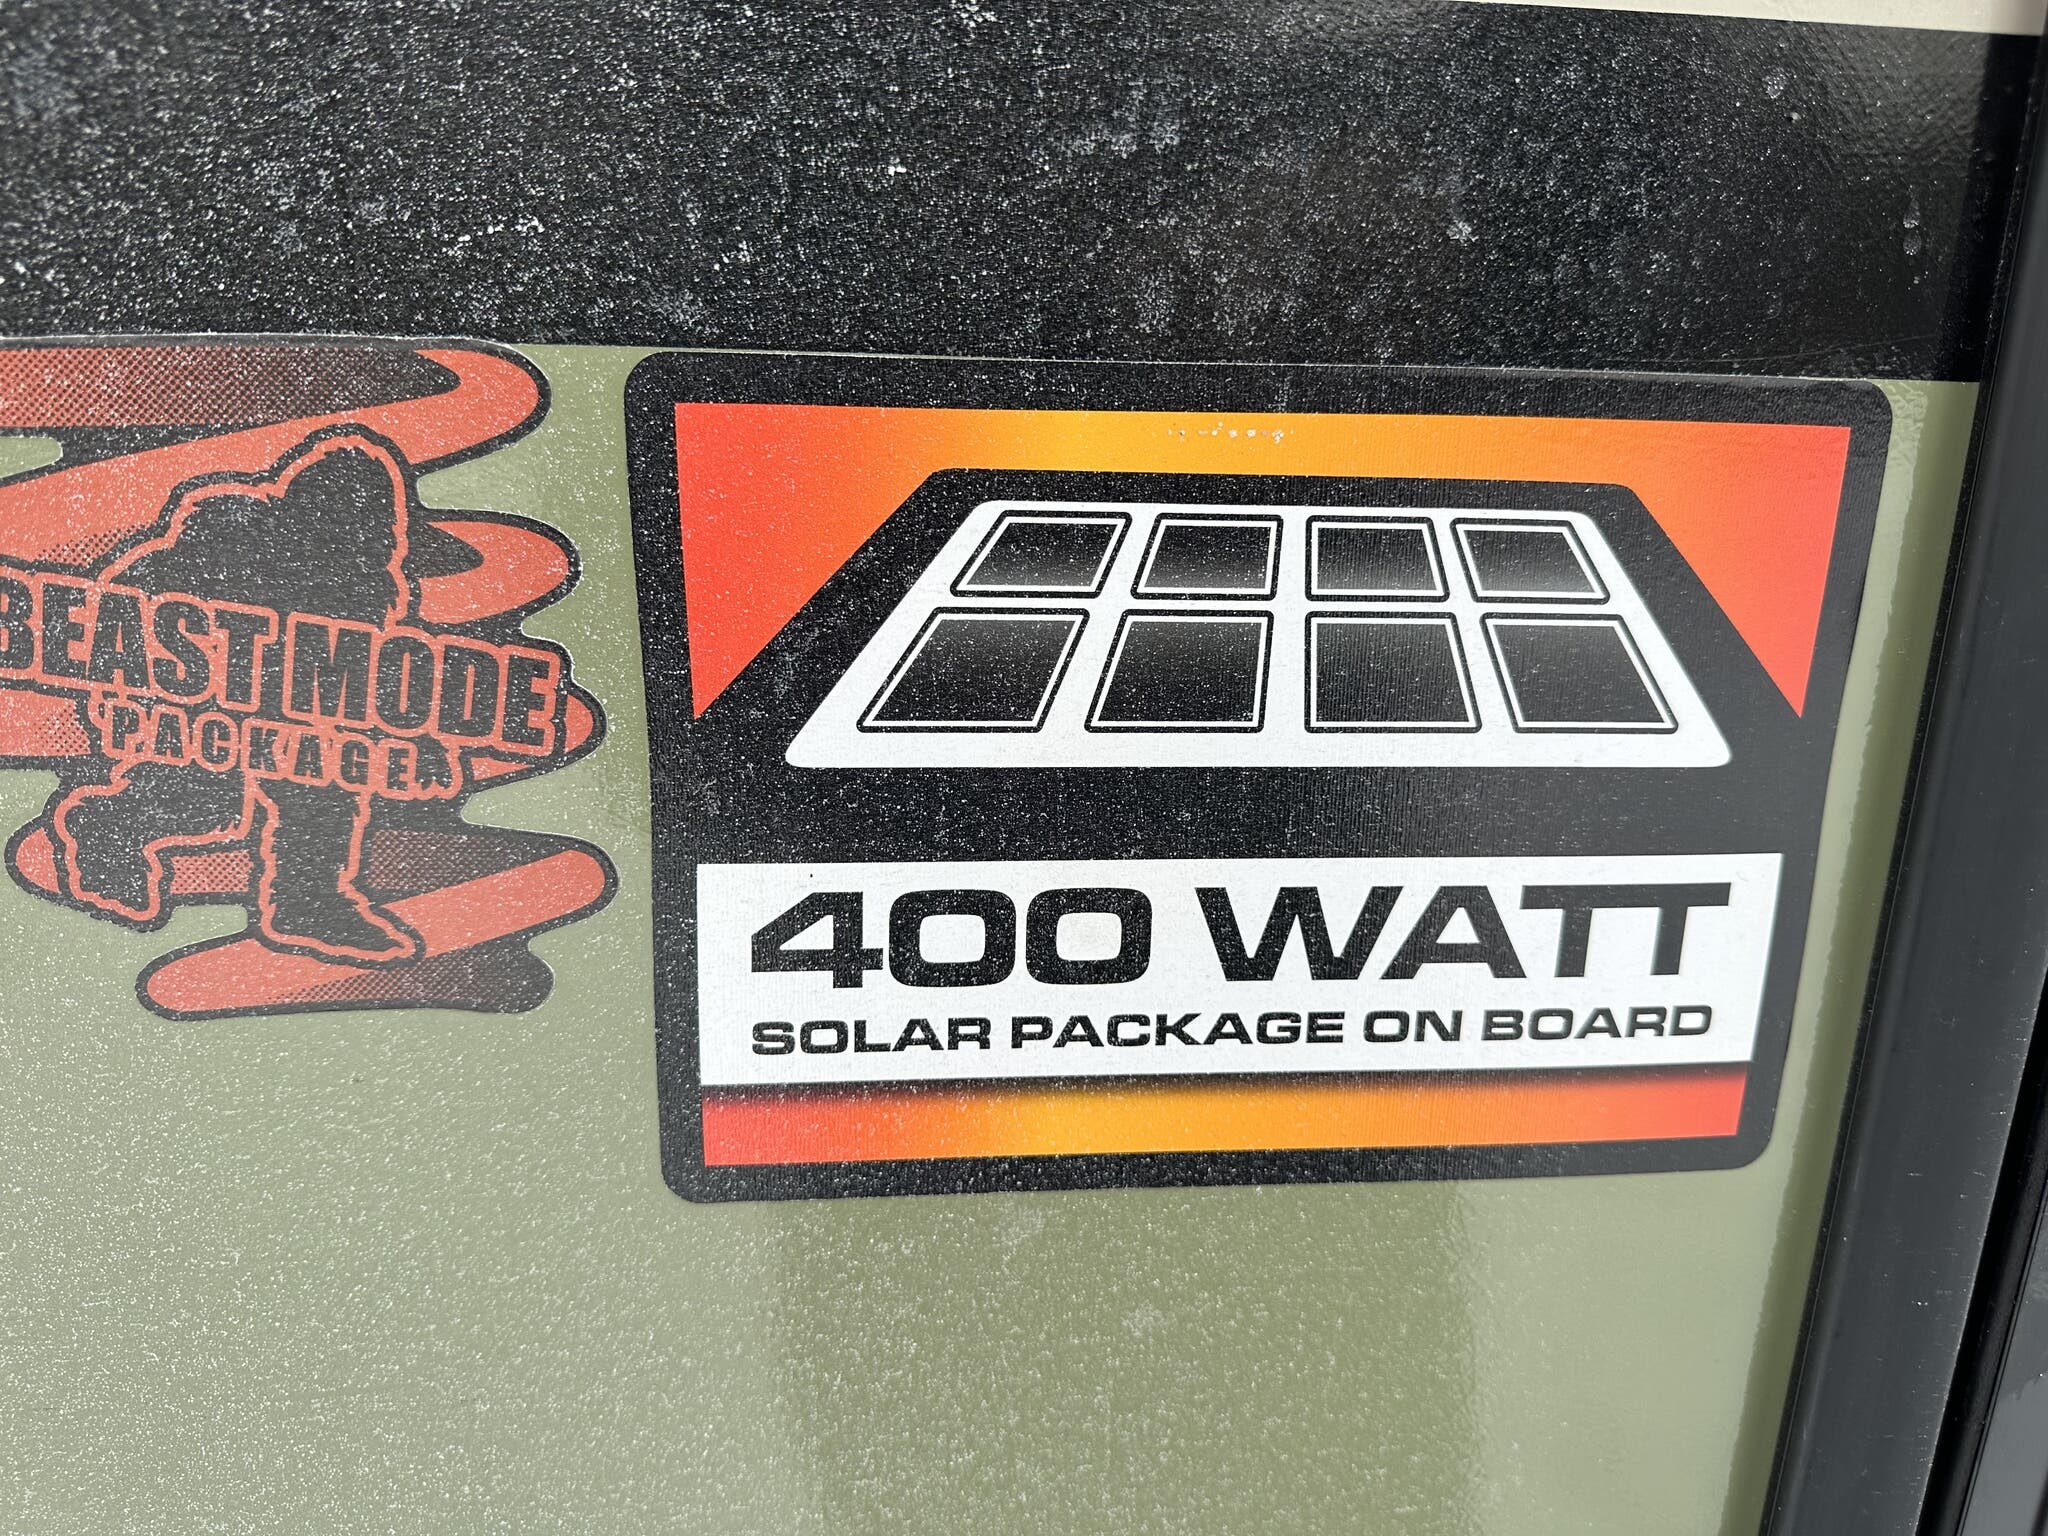 BEAST MODE
PACKAGE
400 WATT
SOLAR PACKAGE ON BOARD